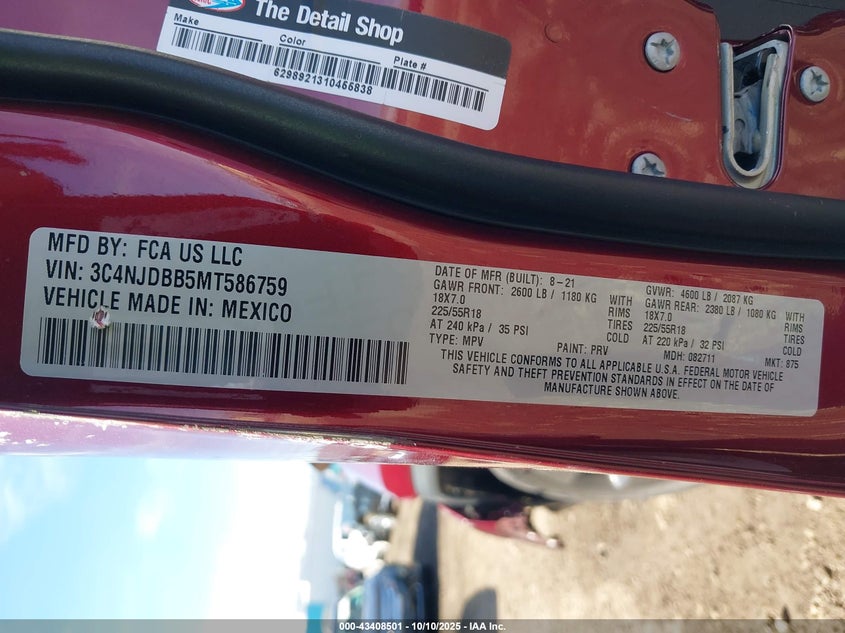 The Detail Shop
Make
Color
Plate #
6298921310455838
MFD BY: FCA US LLC
VIN: 3C4NJDBB5MT586759
VEHICLE MADE IN: MEXICO
DATE OF MFR (BUILT): 8-21
GAWR FRONT: 2600 LB / 1180 KG WITH
18X7.0 RIMS
225/55R18 TIRES
AT 240 kPa / 35 PSI COLD
TYPE: MPV
PAINT: PRV
GVWR: 4600 LB / 2087 KG
GAWR REAR: 2380 LB / 1080 KG WITH
18X7.0 RIMS
225/55R18 TIRES
AT 220 kPa / 32 PSI COLD
MDH: 082711
MKT: 875
THIS VEHICLE CONFORMS TO ALL APPLICABLE U.S.A. FEDERAL MOTOR VEHICLE
SAFETY AND THEFT PREVENTION STANDARDS IN EFFECT ON THE DATE OF
MANUFACTURE SHOWN ABOVE.
000-43408501 - 10/10/2025 - IAA Inc.